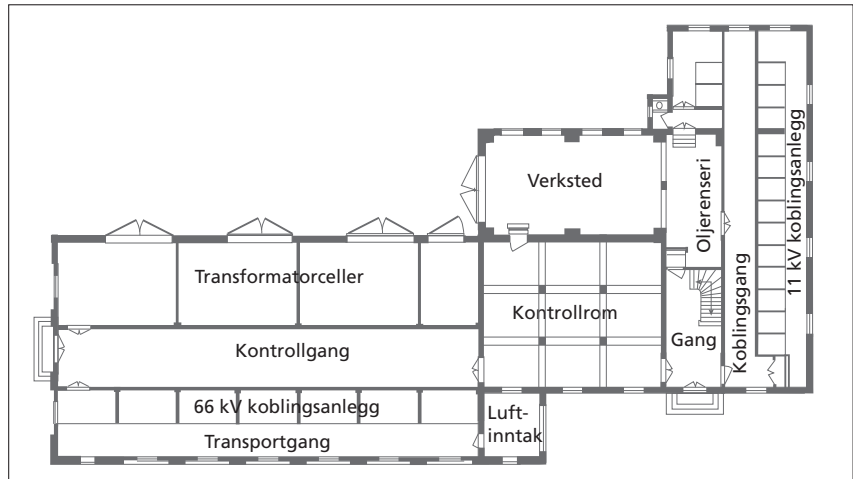 Verksted
Oljerenseri
11 kV koblingsanlegg
Koblingsgang
Transformatorceller
Kontrollrom
Gang
Kontrollgang
66 kV koblingsanlegg
Luft-
inntak
Transportgang